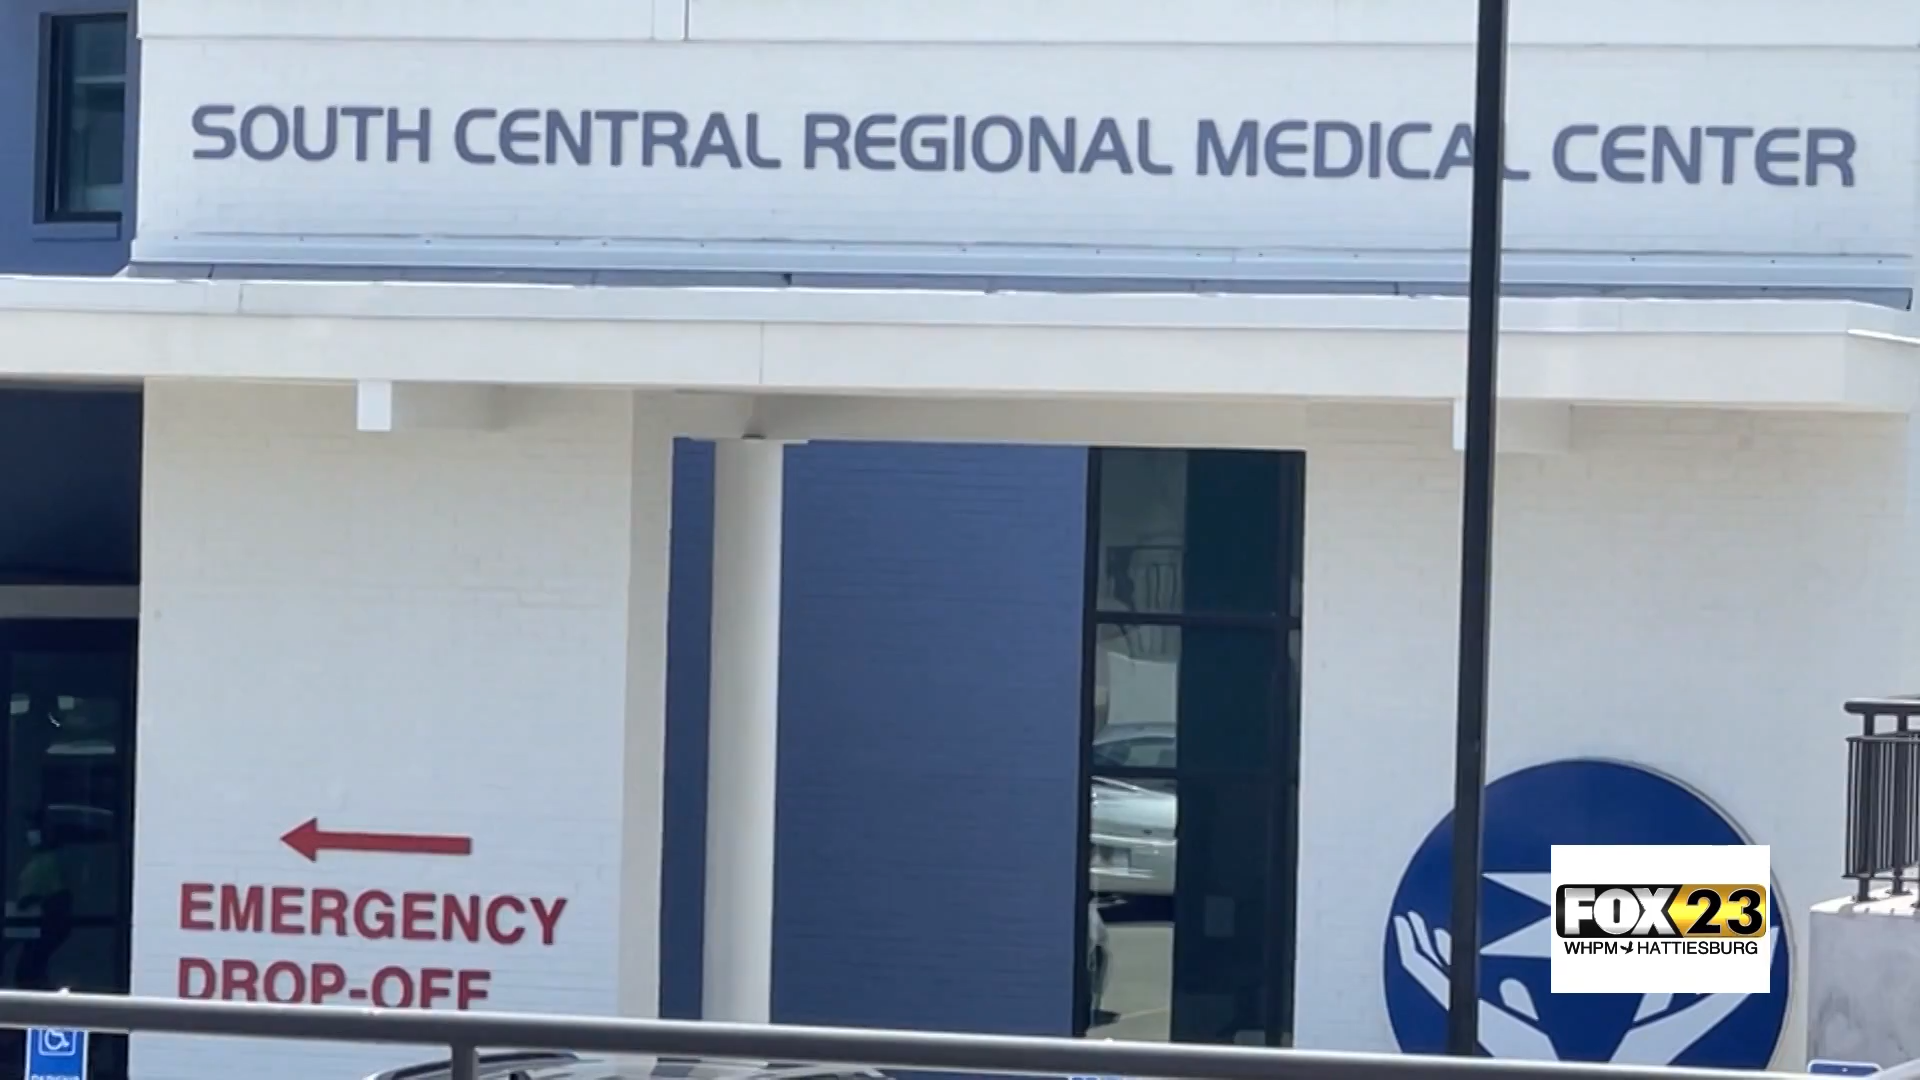 SOUTH CENTRAL REGIONAL MEDICAL CENTER
EMERGENCY
DROP-OFF
FOX 23
WHPM HATTIESBURG